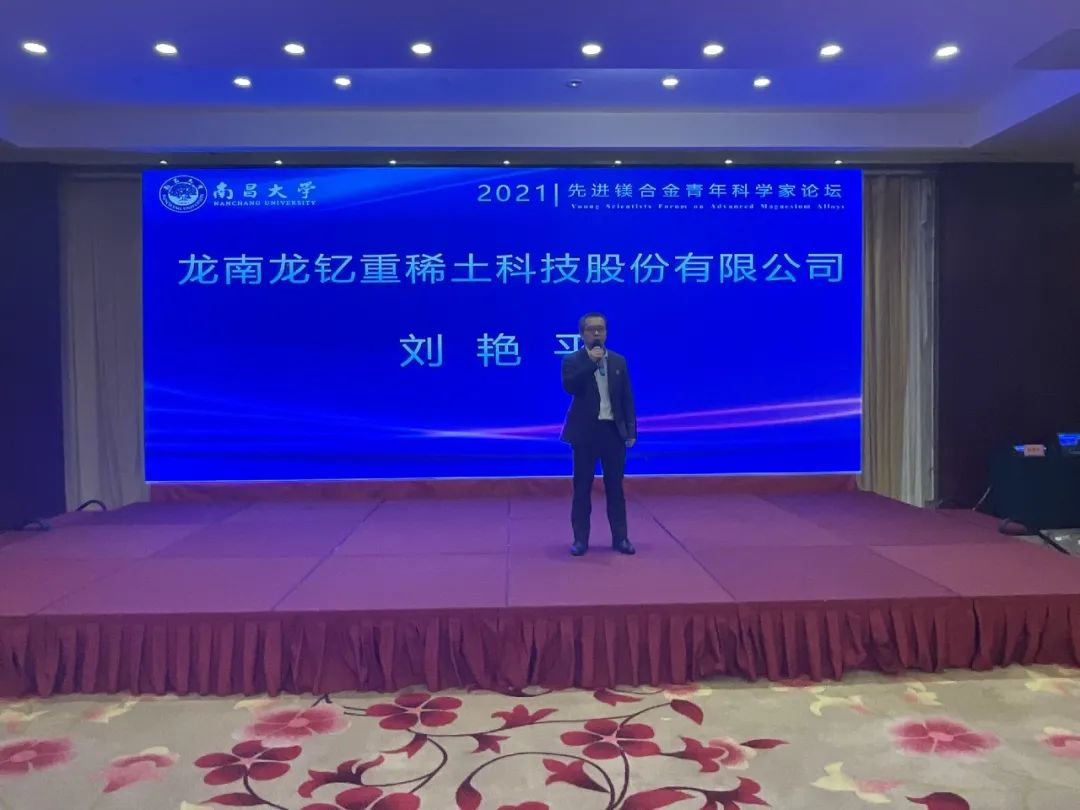 南昌大学
NANCHANG UNIVERSITY
2021|先进镁合金青年科学家论坛
Young Scientists Forum on Advanced Magnesium Alloys
龙南龙钇重稀土科技股份有限公司
刘艳平